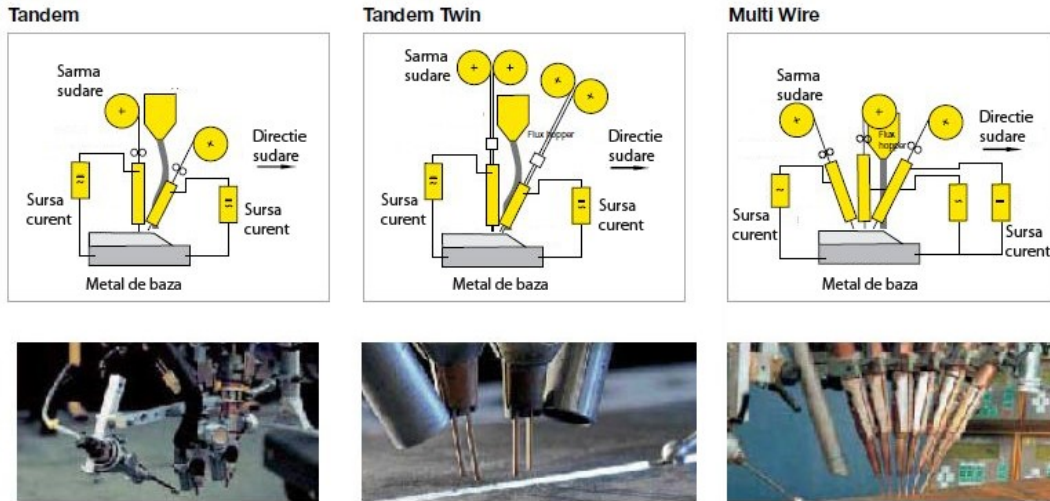 Tandem
Sarma
sudare
Directie
sudare
Sursa
curent
Sursa
curent
Metal de baza
Tandem Twin
Sarma
sudare
Flux hopper
Directie
sudare
Sursa
curent
Sursa
curent
Metal de baza
Multi Wire
Sarma
sudare
Flux
hopper
Directie
sudare
Sursa
curent
Sursa
curent
Metal de baza